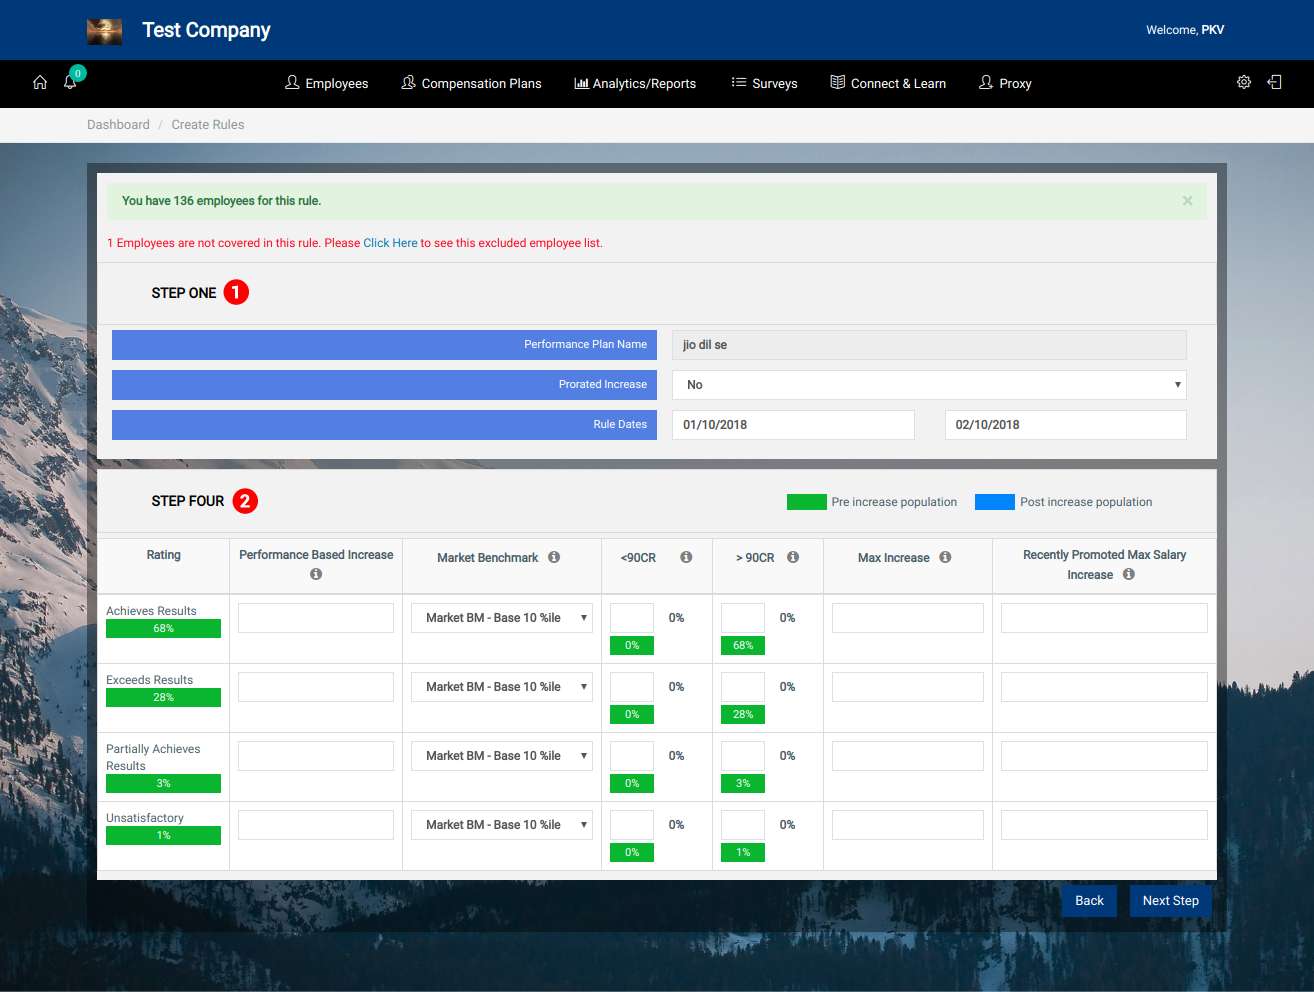 Test Company
Welcome, PKV
0
Employees
Compensation Plans
Analytics/Reports
Surveys
Connect & Learn
Proxy
Dashboard / Create Rules
You have 136 employees for this rule.
×
1 Employees are not covered in this rule. Please Click Here to see this excluded employee list.
STEP ONE 1
Performance Plan Name
jio dil se
Prorated Increase
No
Rule Dates
01/10/2018
02/10/2018
STEP FOUR 2
Pre increase population
Post increase population
Rating
Performance Based Increase
Market Benchmark
<90CR
> 90CR
Max Increase
Recently Promoted Max Salary
Increase
Achieves Results
68%
Market BM - Base 10 %ile
0%
0%
0%
68%
Exceeds Results
28%
Market BM - Base 10 %ile
0%
0%
0%
28%
Partially Achieves
Results
3%
Market BM - Base 10 %ile
0%
0%
0%
3%
Unsatisfactory
1%
Market BM - Base 10 %ile
0%
0%
0%
1%
Back
Next Step